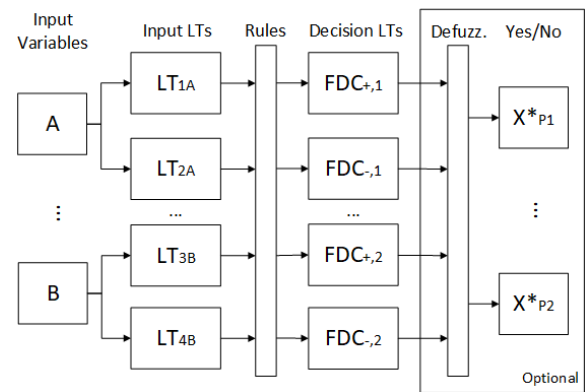 Input
Variables
Input LTs
Rules
Decision LTs
Defuzz.
Yes/No
A
LT1A
FDC+,1
X*P1
LT2A
FDC-,1
...
...
...
...
LT3B
FDC+,2
B
X*P2
LT4B
FDC-,2
Optional